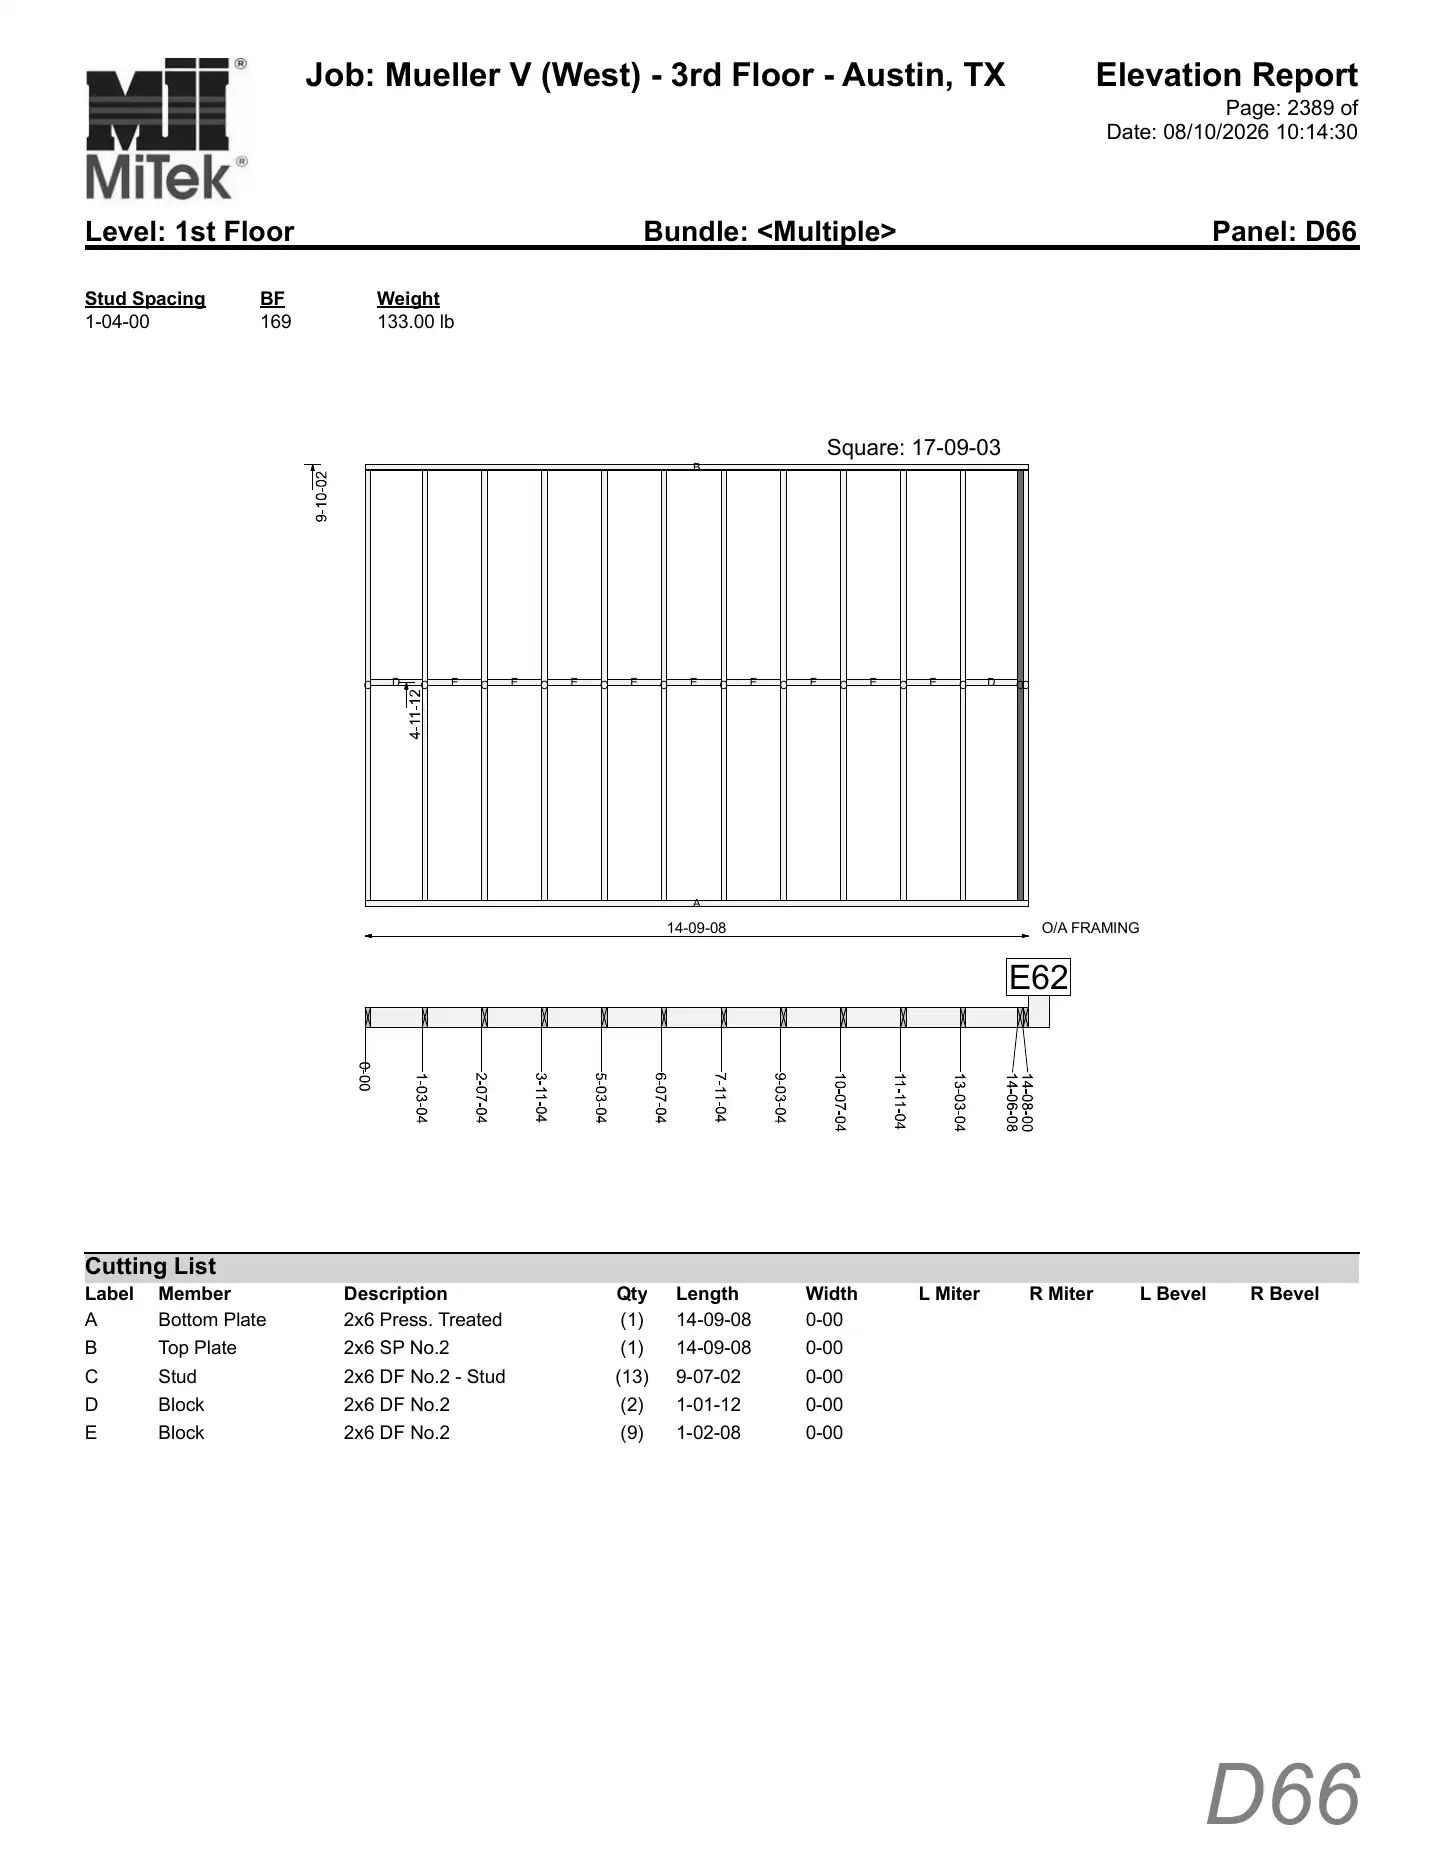 Job: Mueller V (West) - 3rd Floor - Austin, TX
Elevation Report
Page: 2389 of
Date: 08/10/2026 10:14:30
MiTek®
Level: 1st Floor Bundle: <Multiple> Panel: D66
Stud Spacing BF Weight
1-04-00 169 133.00 lb
Square: 17-09-03
B
9-10-02
D E E E E E E E E E D
4-11-12
A
14-09-08 O/A FRAMING
E62
0-00 1-03-04 2-07-04 3-11-04 5-03-04 6-07-04 7-11-04 9-03-04 10-07-04 11-11-04 13-03-04 14-06-08 14-08-00
Cutting List
Label Member Description Qty Length Width L Miter R Miter L Bevel R Bevel
A Bottom Plate 2x6 Press. Treated (1) 14-09-08 0-00
B Top Plate 2x6 SP No.2 (1) 14-09-08 0-00
C Stud 2x6 DF No.2 - Stud (13) 9-07-02 0-00
D Block 2x6 DF No.2 (2) 1-01-12 0-00
E Block 2x6 DF No.2 (9) 1-02-08 0-00
D66